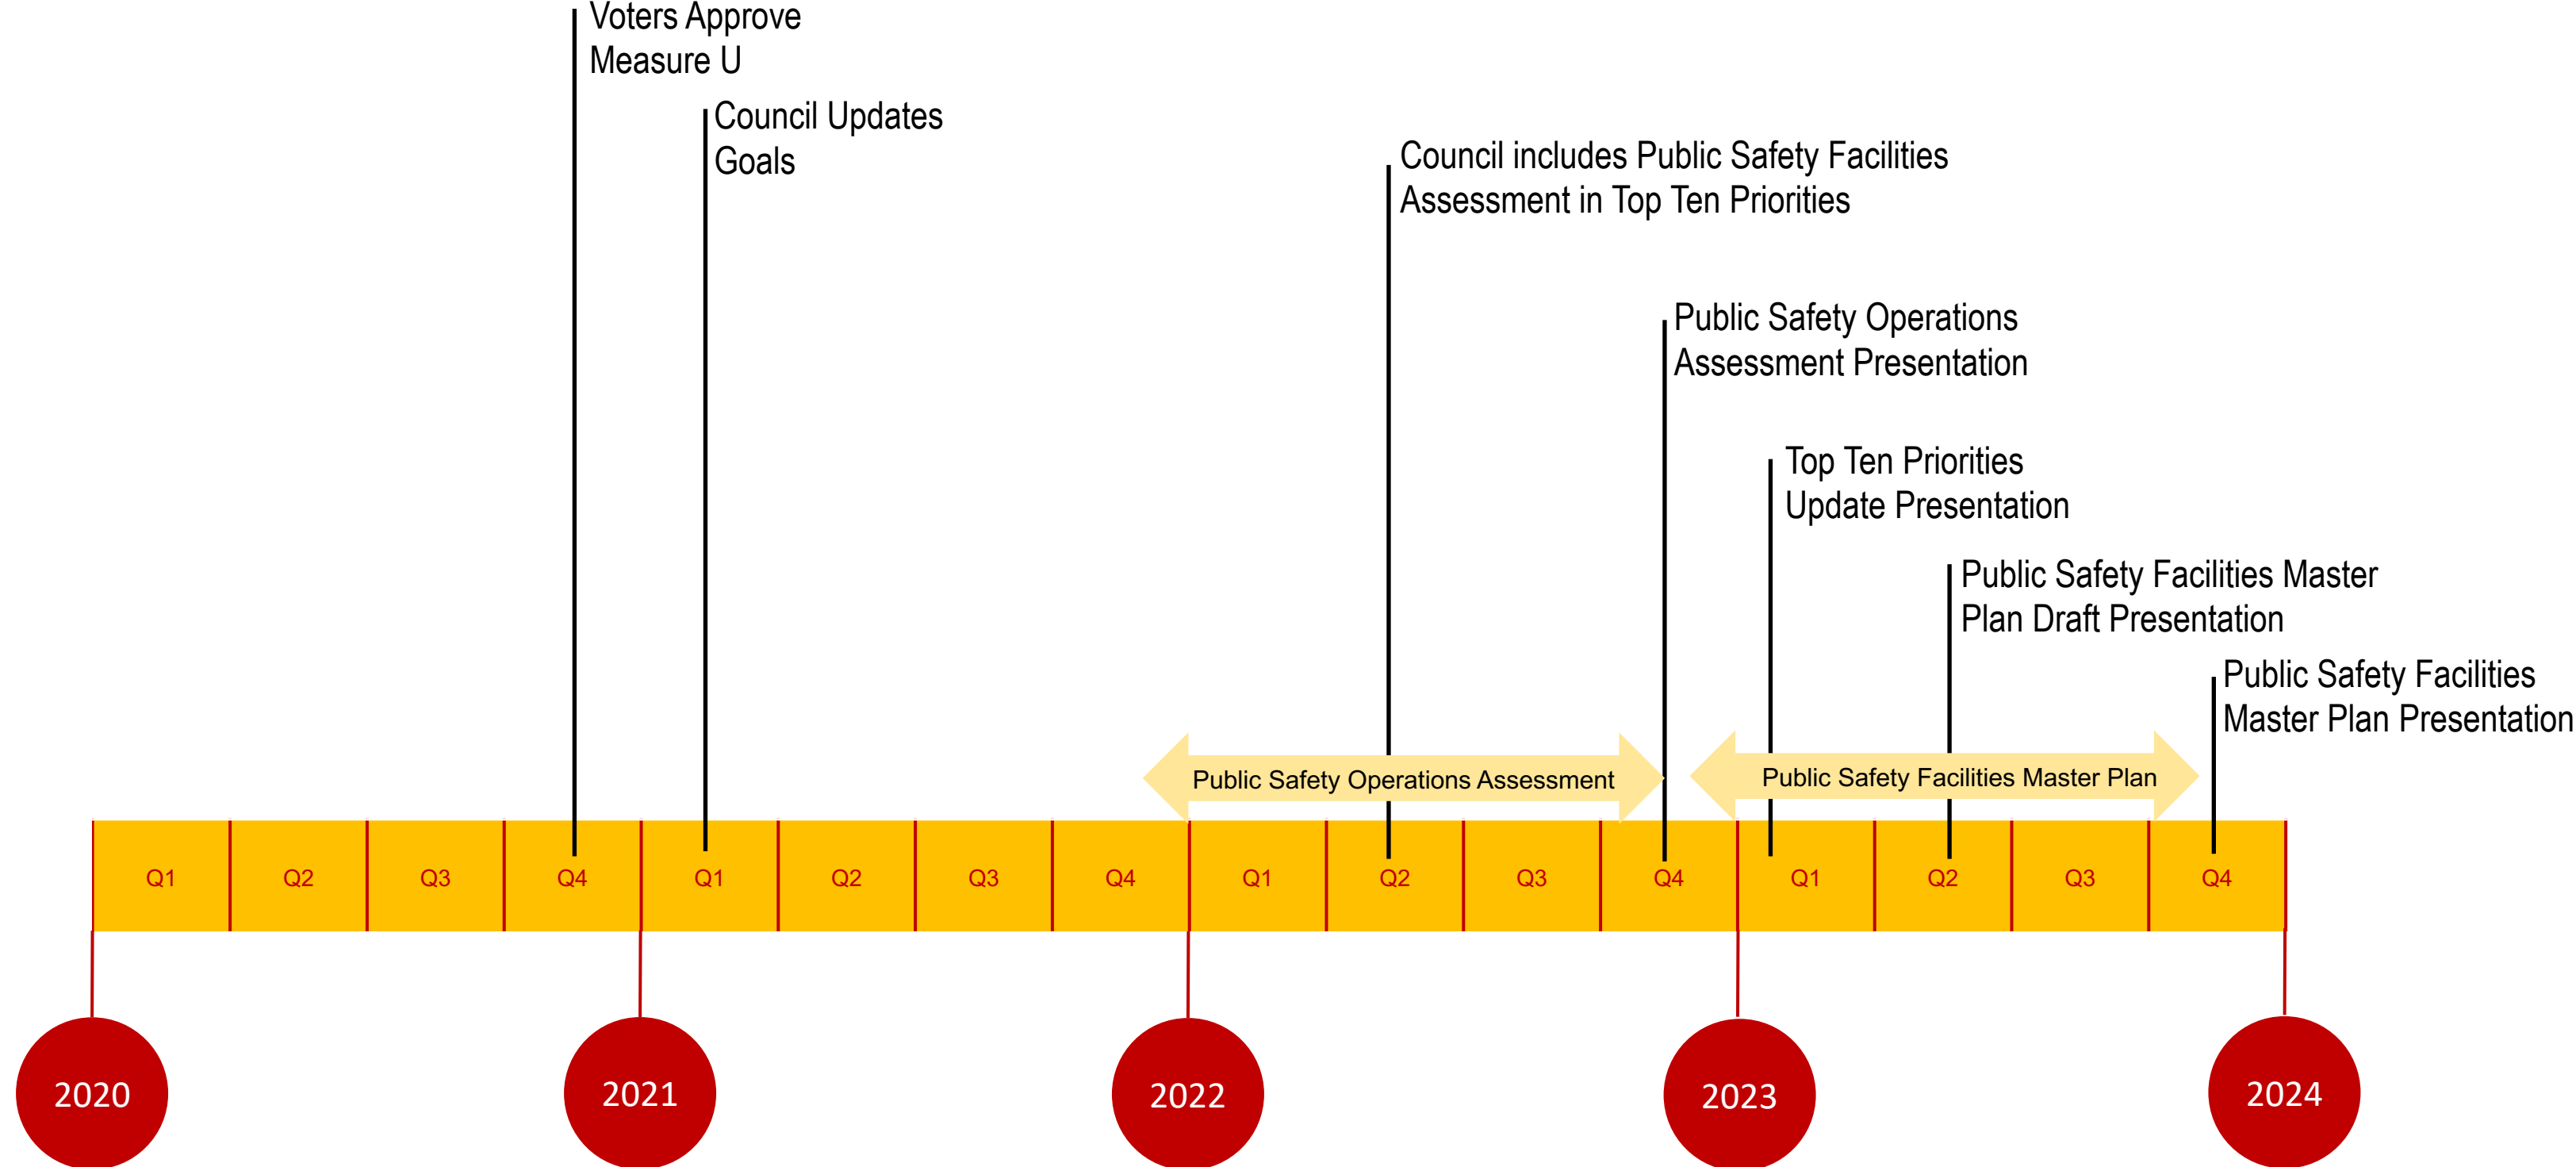 Voters Approve
Measure U
Council Updates
Goals
Council includes Public Safety Facilities
Assessment in Top Ten Priorities
Public Safety Operations
Assessment Presentation
Top Ten Priorities
Update Presentation
Public Safety Facilities Master
Plan Draft Presentation
Public Safety Facilities
Master Plan Presentation
Public Safety Operations Assessment
Public Safety Facilities Master Plan
Q1 Q2 Q3 Q4 Q1 Q2 Q3 Q4 Q1 Q2 Q3 Q4 Q1 Q2 Q3 Q4
2020 2021 2022 2023 2024